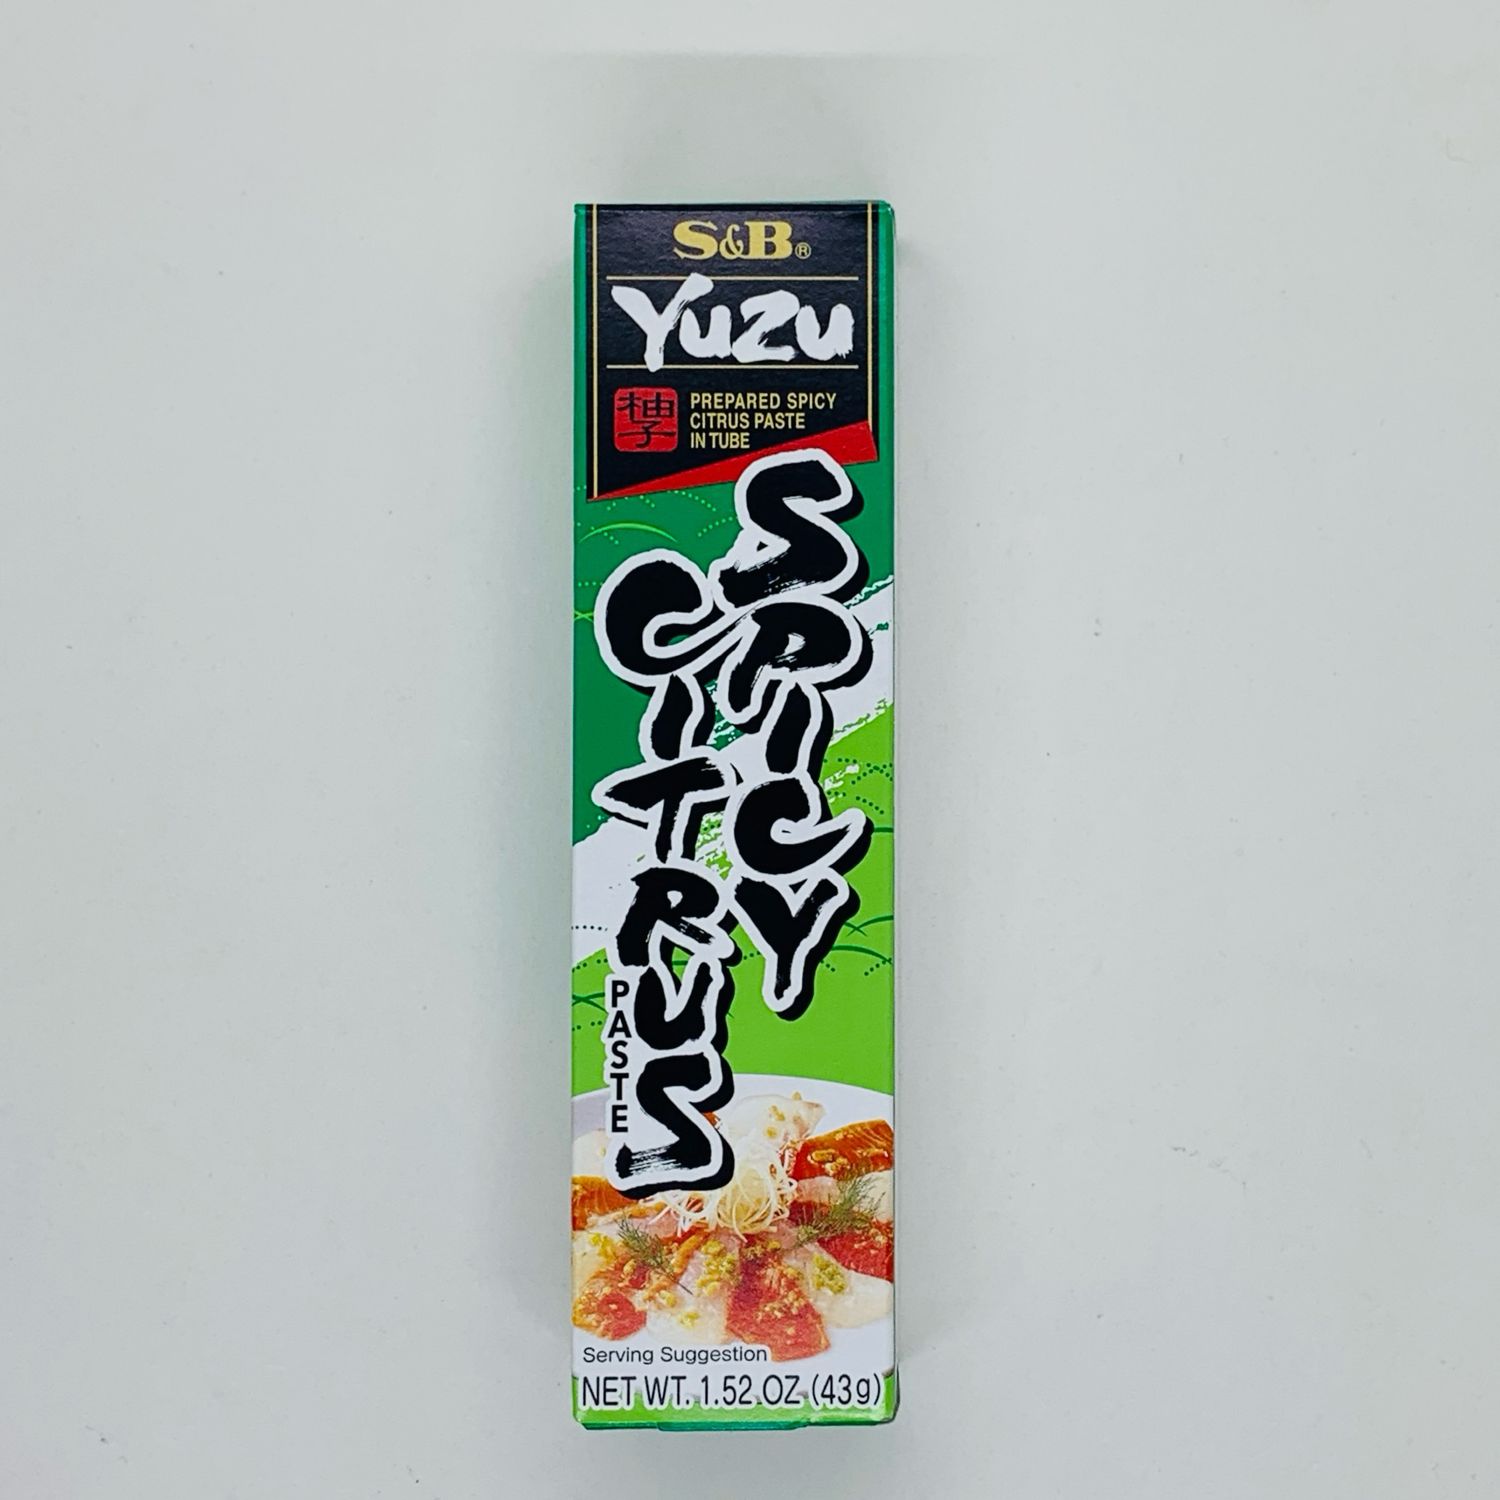 S&B®
Yuzu
柚子
PREPARED SPICY
CITRUS PASTE
IN TUBE
SPICY
CITRUS
PASTE
Serving Suggestion
NET WT. 1.52 OZ (43g)